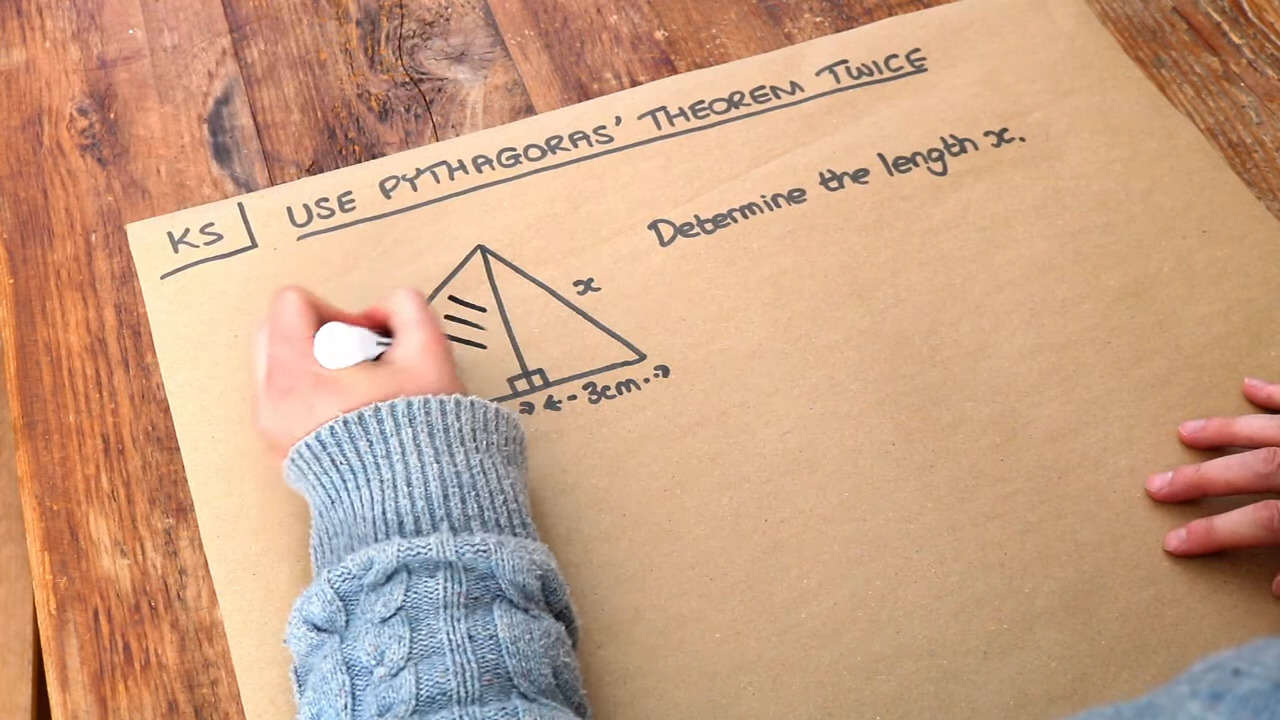 KS
USE PYTHAGORAS' THEOREM TWICE
Determine the length x.
x
3cm